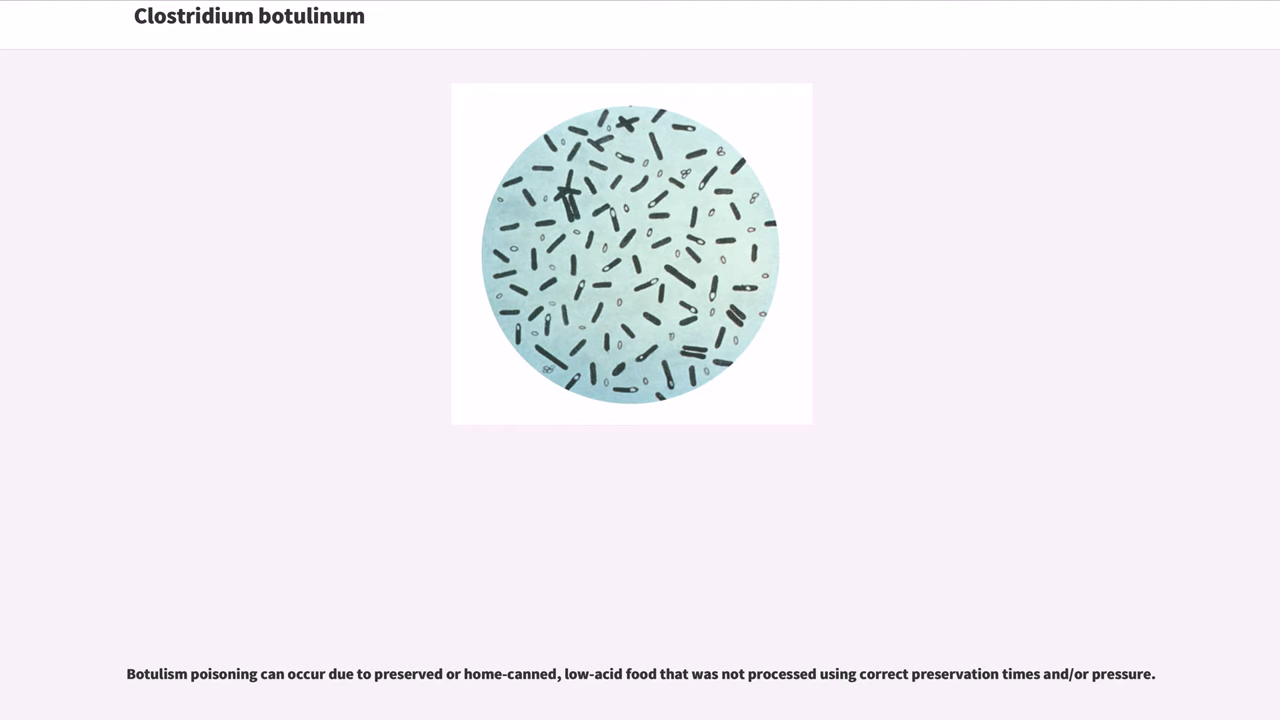 Clostridium botulinum
Botulism poisoning can occur due to preserved or home-canned, low-acid food that was not processed using correct preservation times and/or pressure.